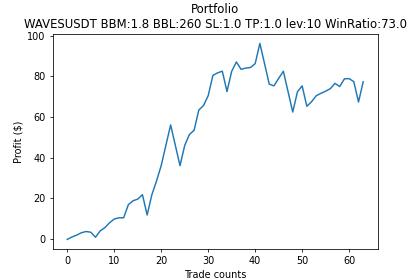 Portfolio
WAVESUSDT BBM:1.8 BBL:260 SL:1.0 TP:1.0 lev:10 WinRatio:73.0
100
80
60
40
20
0
Profit ($)
0 10 20 30 40 50 60
Trade counts